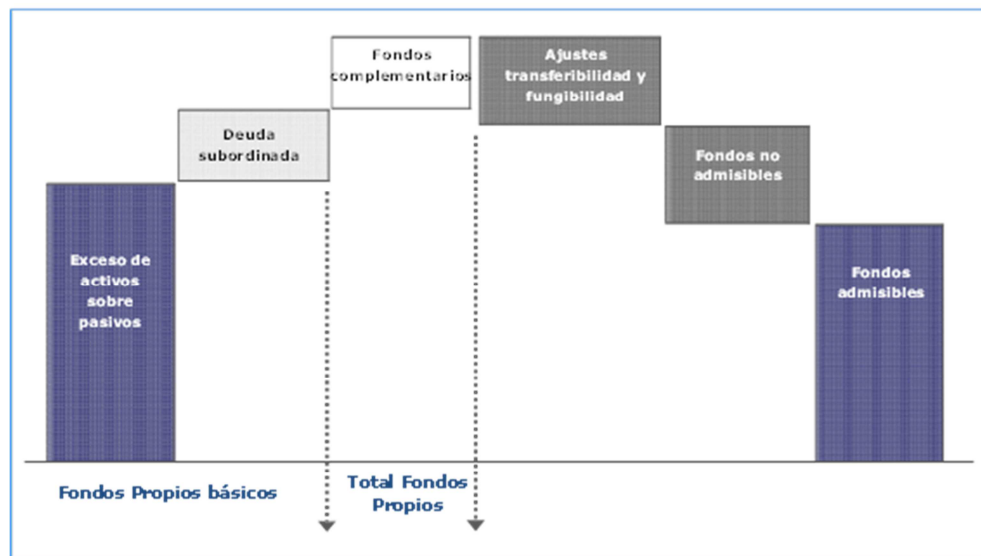 Fondos
complementarios
Ajustes
transferibilidad y
fungibilidad
Deuda
subordinada
Fondos no
admisibles
Exceso de
activos
sobre
pasivos
Fondos
admisibles
Fondos Propios básicos
Total Fondos
Propios